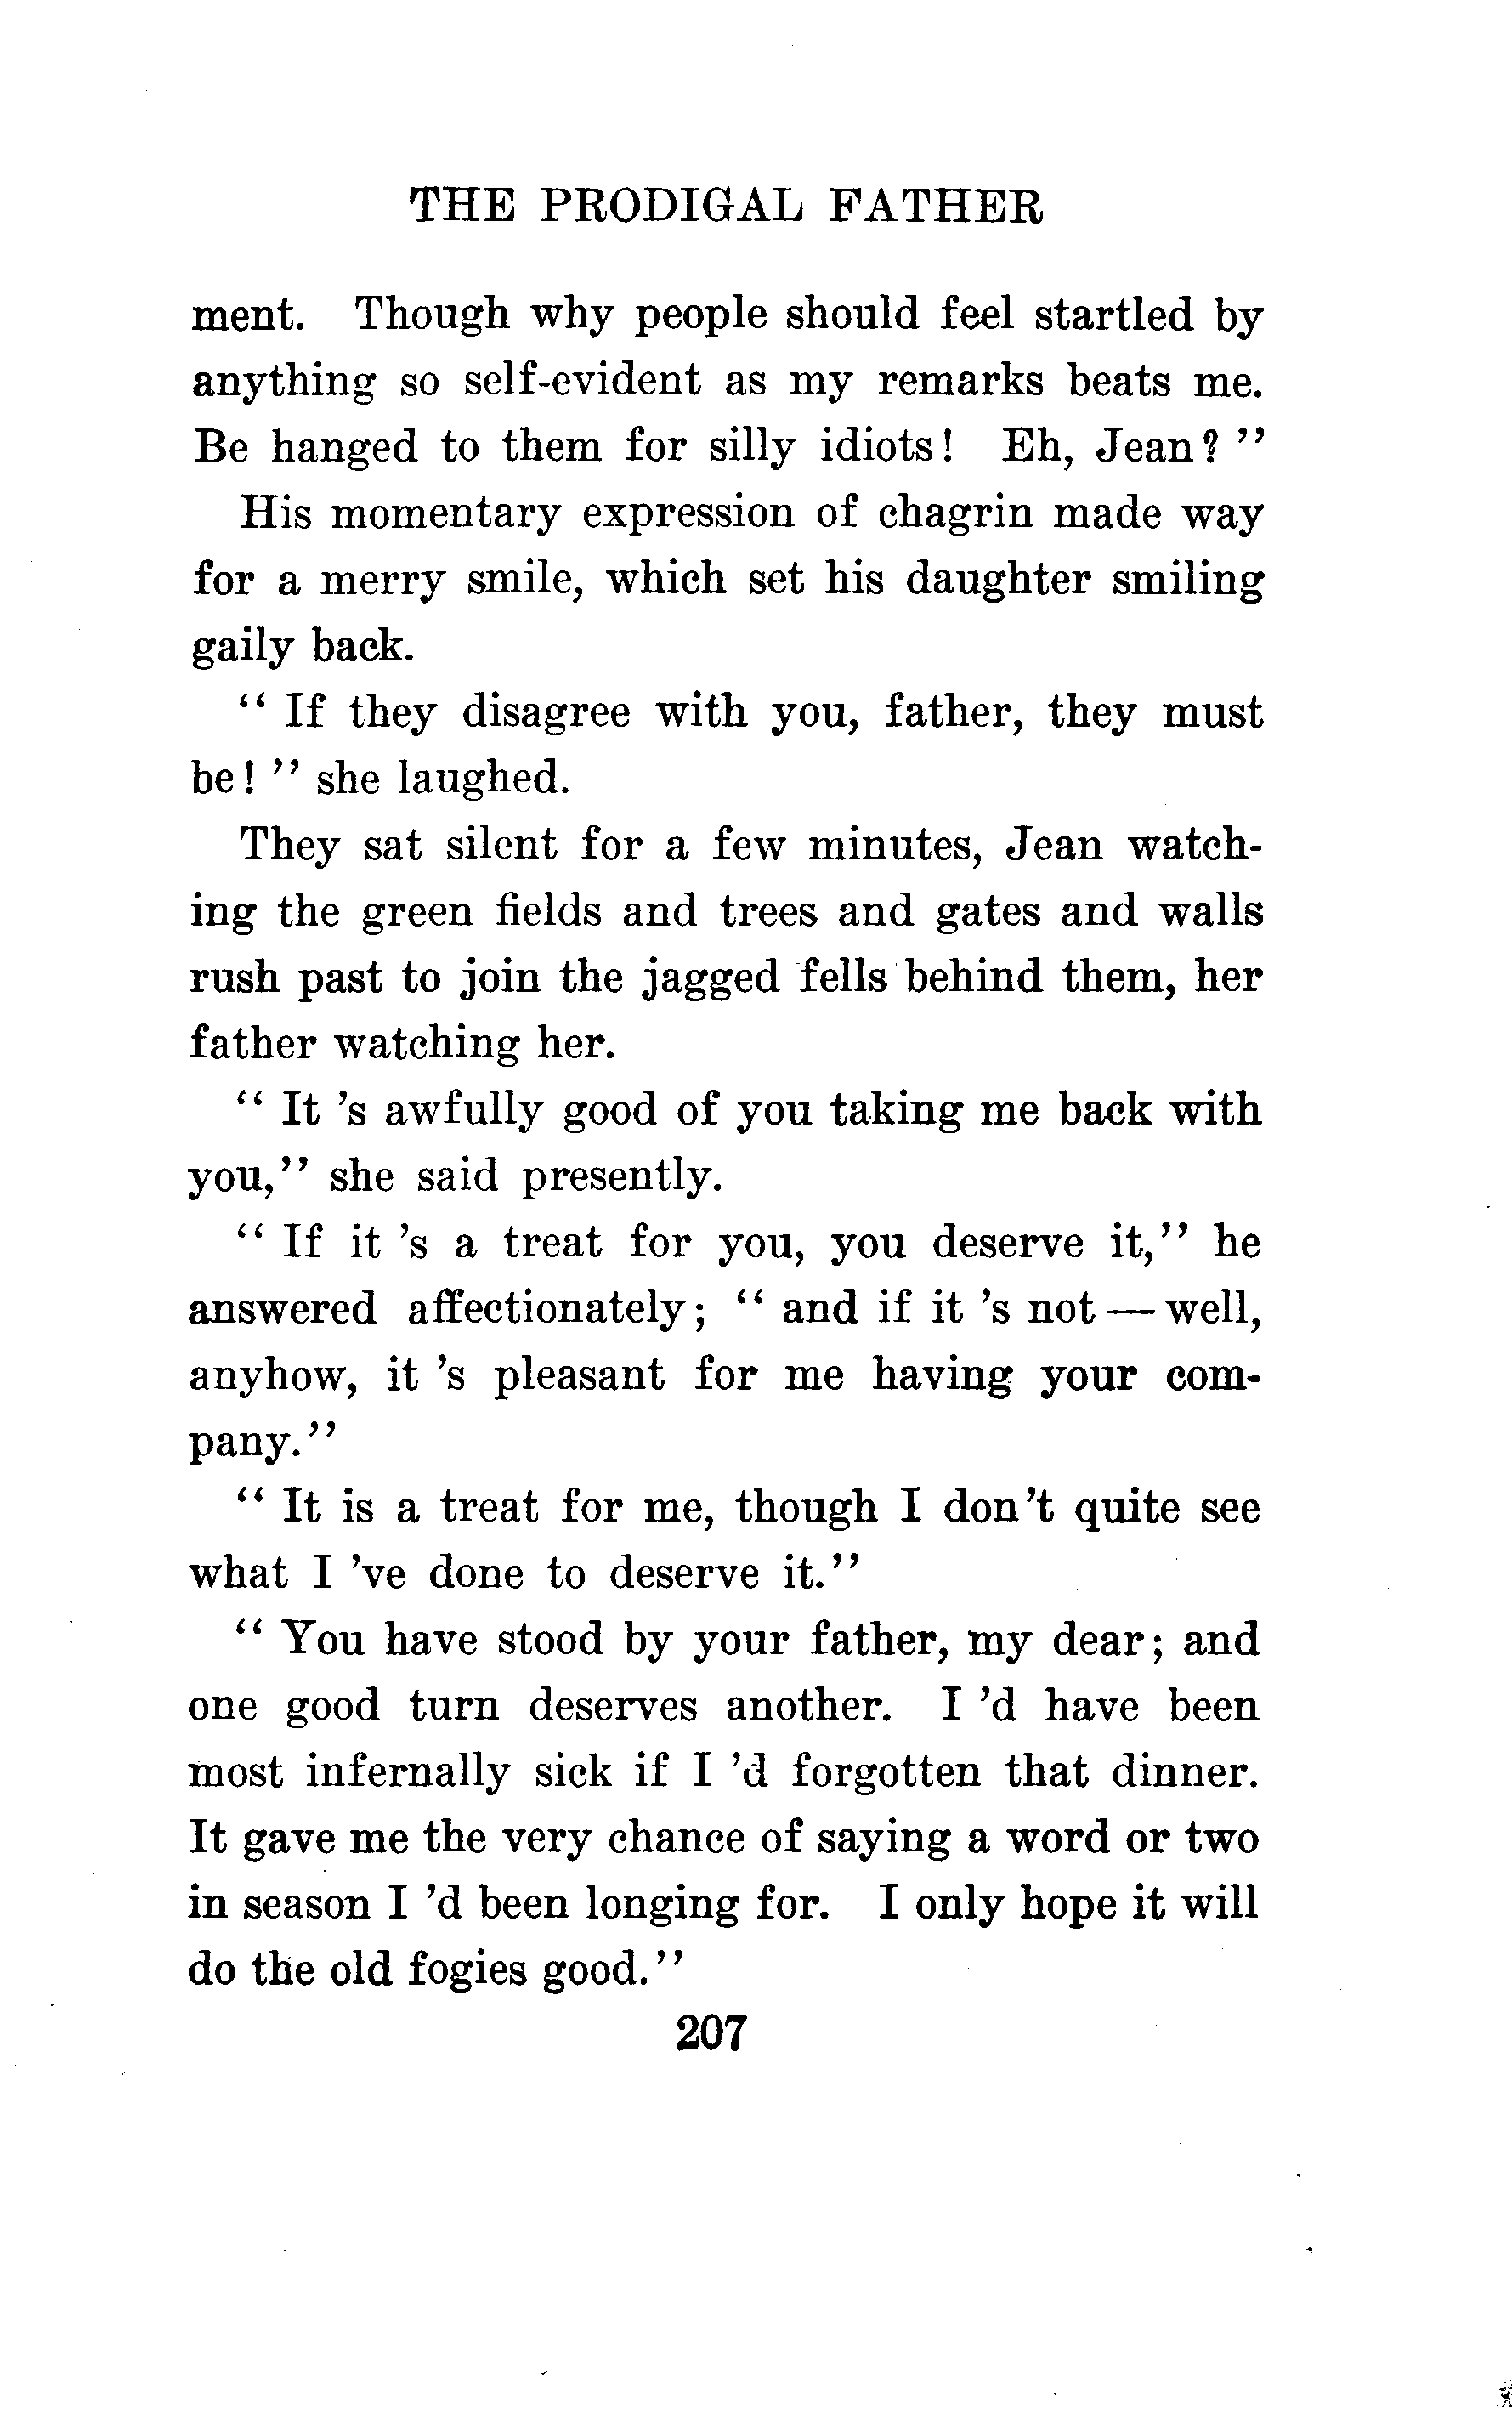 THE PRODIGAL FATHER
ment. Though why people should feel startled by
anything so self-evident as my remarks beats me.
Be hanged to them for silly idiots! Eh, Jean?"
His momentary expression of chagrin made way
for a merry smile, which set his daughter smiling
gaily back.
"If they disagree with you, father, they must
be!" she laughed.
They sat silent for a few minutes, Jean watch-
ing the green fields and trees and gates and walls
rush past to join the jagged fells behind them, her
father watching her.
"It 's awfully good of you taking me back with
you," she said presently.
"If it 's a treat for you, you deserve it," he
answered affectionately; "and if it 's not — well,
anyhow, it 's pleasant for me having your com-
pany."
"It is a treat for me, though I don't quite see
what I 've done to deserve it."
"You have stood by your father, my dear; and
one good turn deserves another. I 'd have been
most infernally sick if I 'd forgotten that dinner.
It gave me the very chance of saying a word or two
in season I 'd been longing for. I only hope it will
do the old fogies good."
207